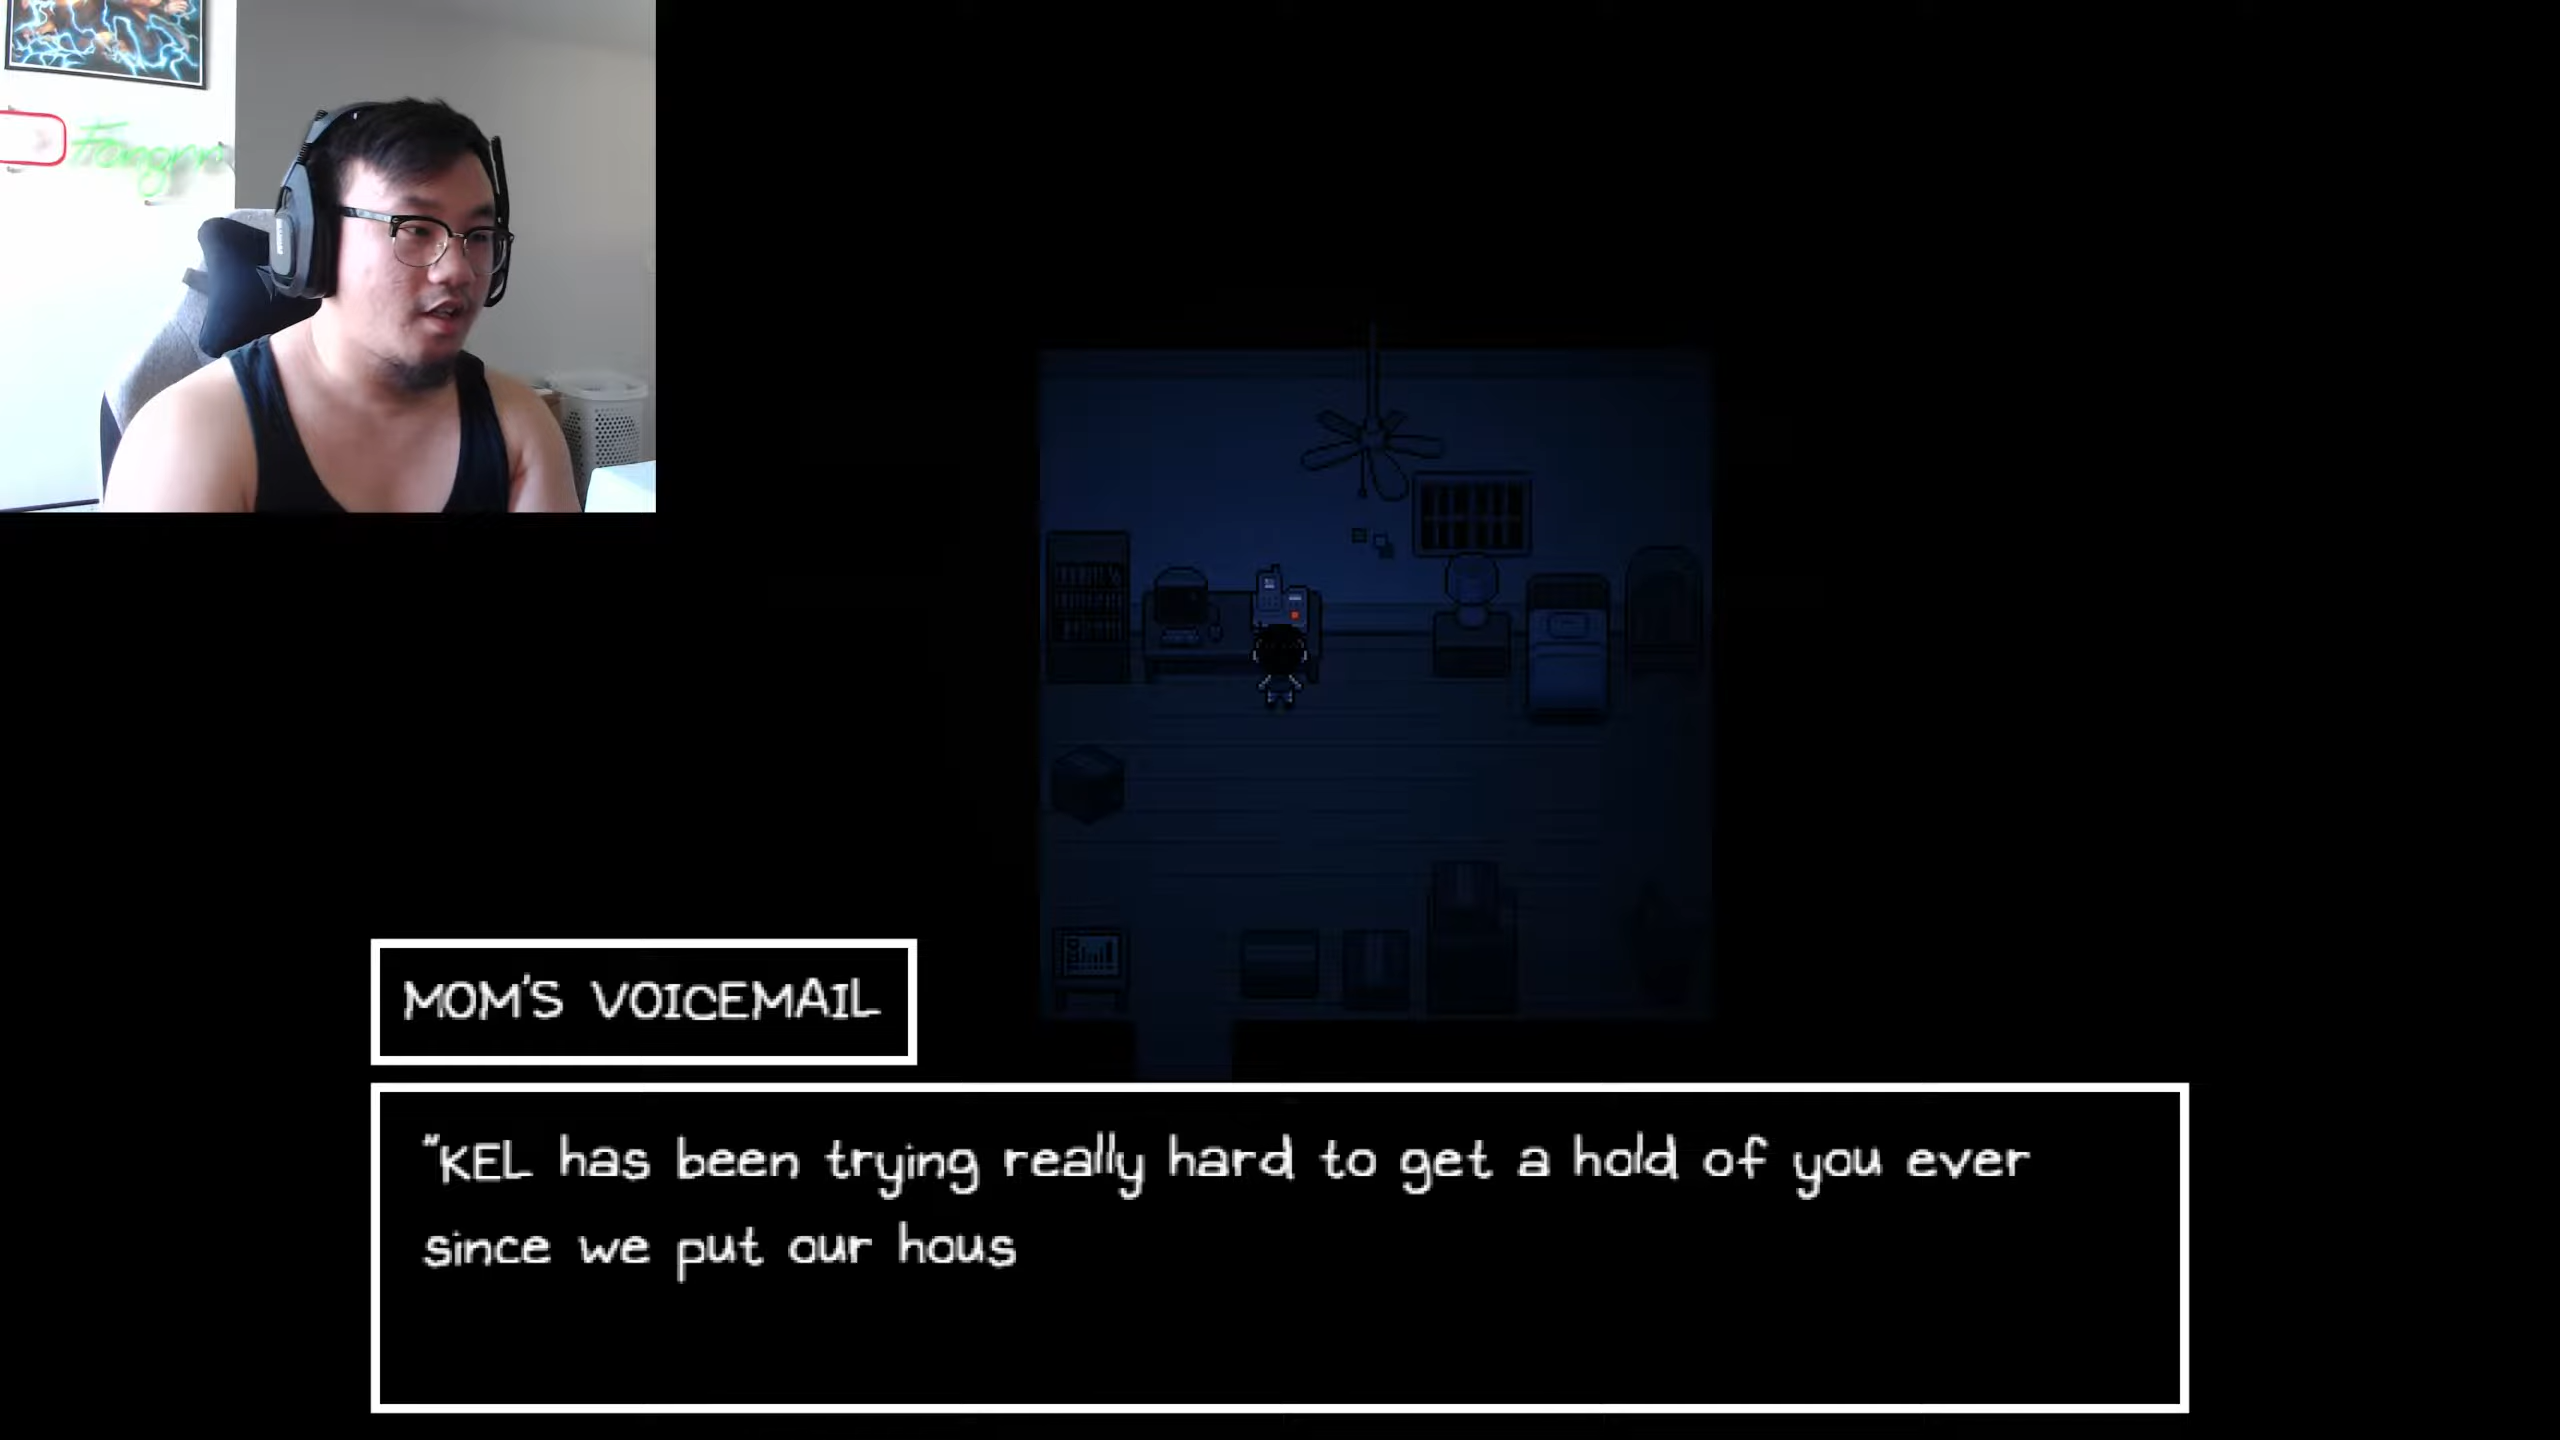 MOM'S VOICEMAIL
"KEL has been trying really hard to get a hold of you ever
since we put our hous